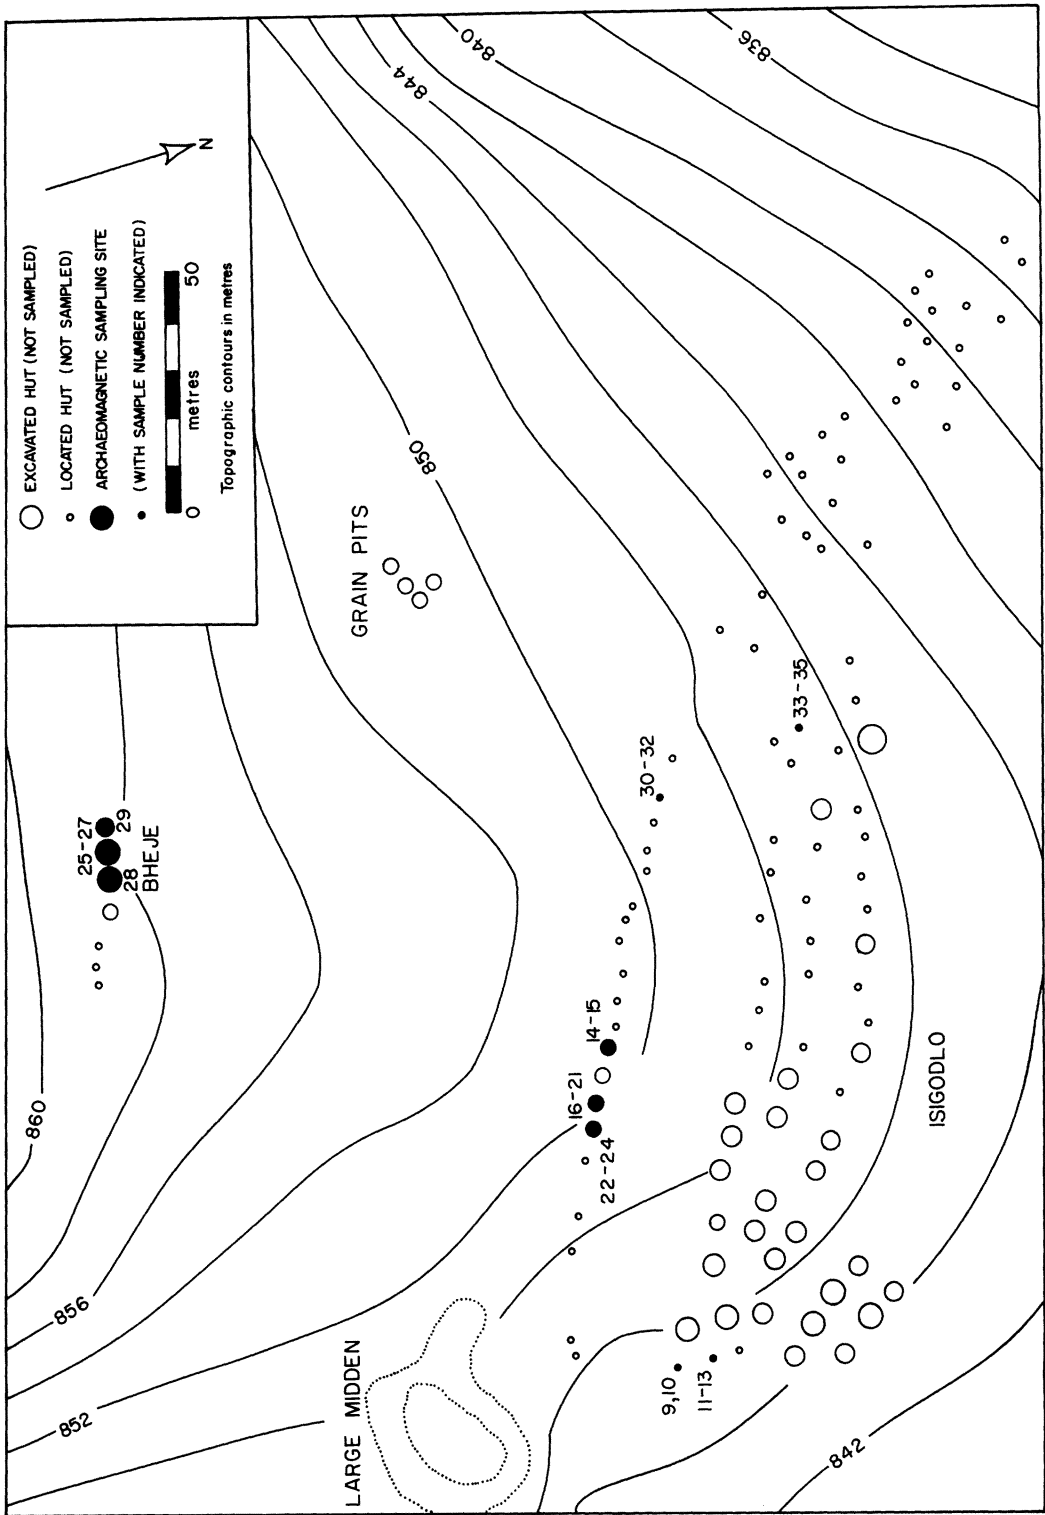 EXCAVATED HUT (NOT SAMPLED)
LOCATED HUT (NOT SAMPLED)
ARCHAEOMAGNETIC SAMPLING SITE
(WITH SAMPLE NUMBER INDICATED)
0 metres 50
Topographic contours in metres
N
860
856
852
850
844
842
840
836
25-27
29
28
BHEJE
GRAIN PITS
30-32
33-35
14-15
16-21
22-24
ISIGODLO
LARGE MIDDEN
9,10
11-13